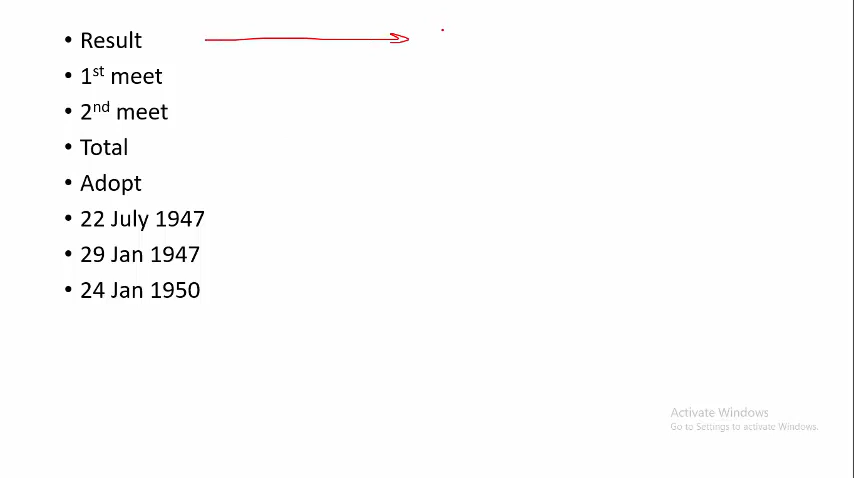 • Result
• 1st meet
• 2nd meet
• Total
• Adopt
• 22 July 1947
• 29 Jan 1947
• 24 Jan 1950
Activate Windows
Go to Settings to activate Windows.